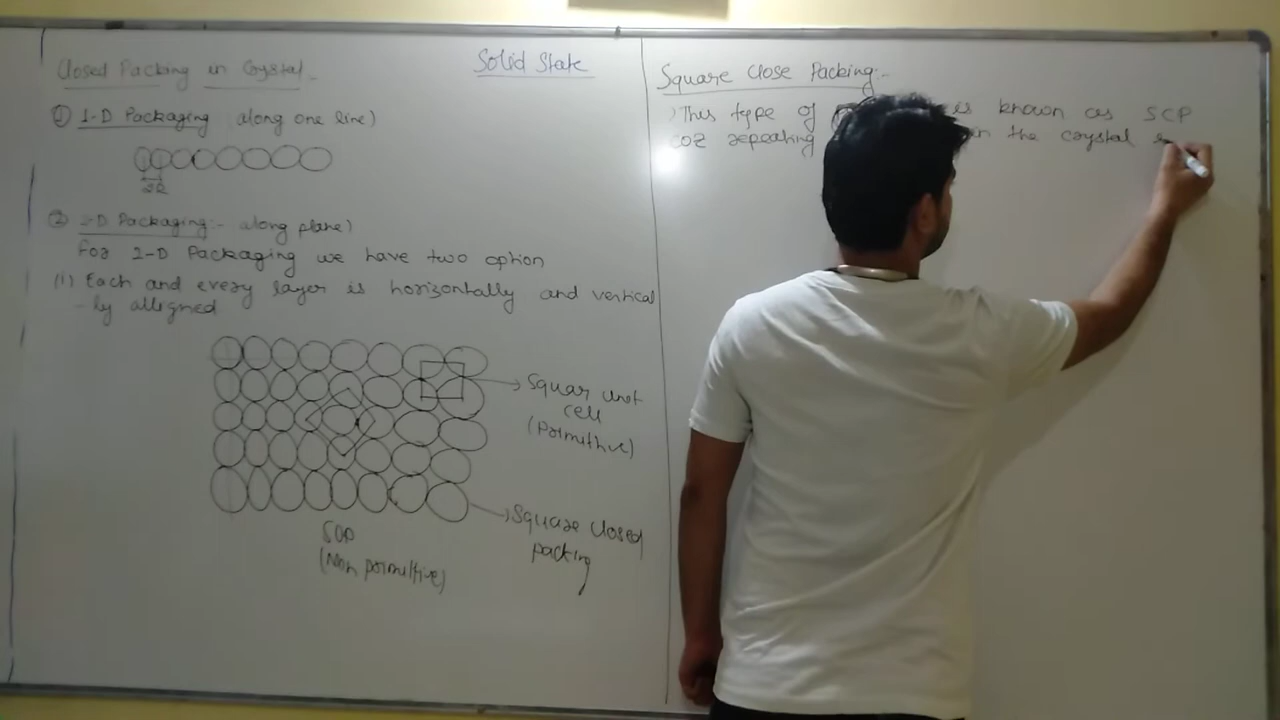 Solid State
Closed Packing in Crystal -
① 1-D Packaging along one line)
2R
② 2-D Packaging:- along plane)
For 2-D Packaging we have two option
(i) Each and every layer is horizontally and vertical
- ly alligned
Squar unit
cell
(Primitive)
Square Closed
packing
SCP
(Non primitive)
Square Close Packing:-
This type of is known as SCP
coz repeating in the crystal